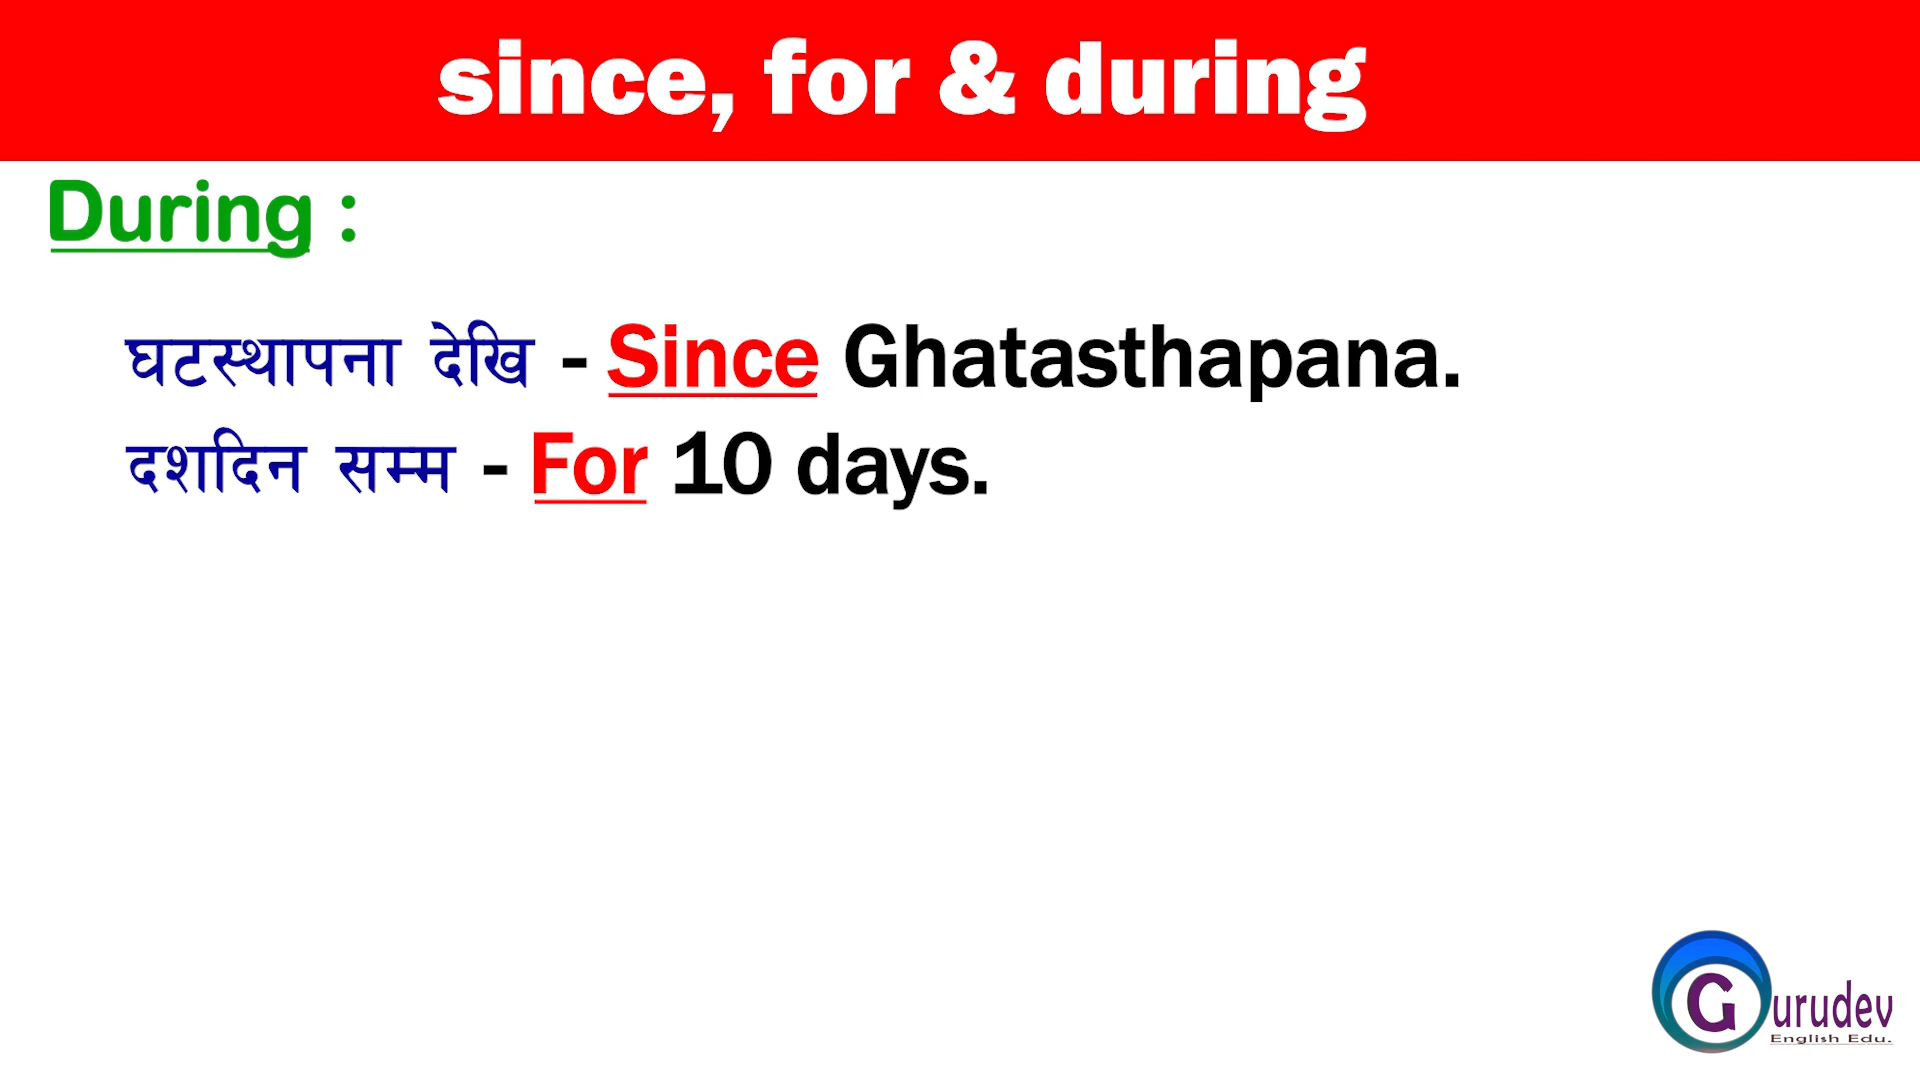 since, for & during
During :
घटस्थापना देखि - Since Ghatasthapana.
दशदिन सम्म - For 10 days.
Gurudev
English Edu.